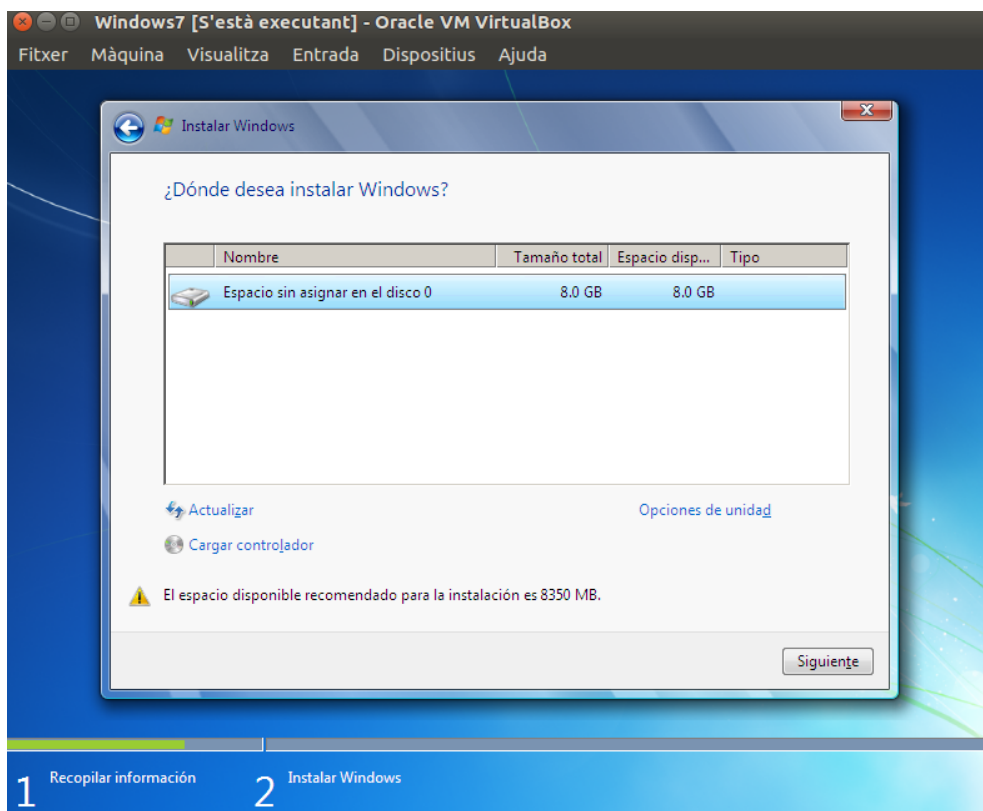 Windows7 [S'està executant] - Oracle VM VirtualBox
Fitxer Màquina Visualitza Entrada Dispositius Ajuda
Instalar Windows
¿Dónde desea instalar Windows?
Nombre Tamaño total Espacio disp... Tipo
Espacio sin asignar en el disco 0 8.0 GB 8.0 GB
Actualizar Opciones de unidad
Cargar controlador
El espacio disponible recomendado para la instalación es 8350 MB.
Siguiente
1 Recopilar información 2 Instalar Windows